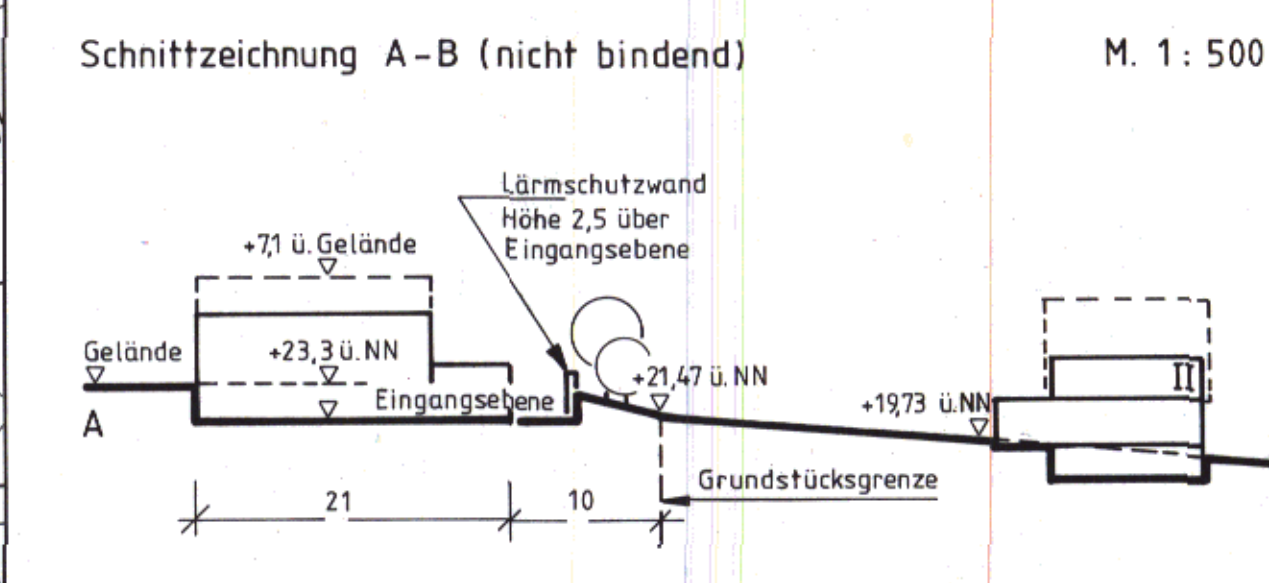 Schnittzeichnung A-B (nicht bindend)
M. 1: 500
Lärmschutzwand
Höhe 2,5 über
Eingangsebene
+7,1 ü. Gelände
Gelände
+23,3 ü. NN
Eingangsebene
+21,47 ü. NN
+19,73 ü. NN
II
A
Grundstücksgrenze
21
10